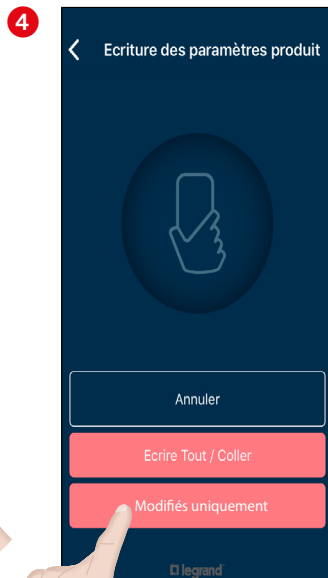 4
Ecriture des paramètres produit
Annuler
Ecrire Tout / Coller
Modifiés uniquement
legrand